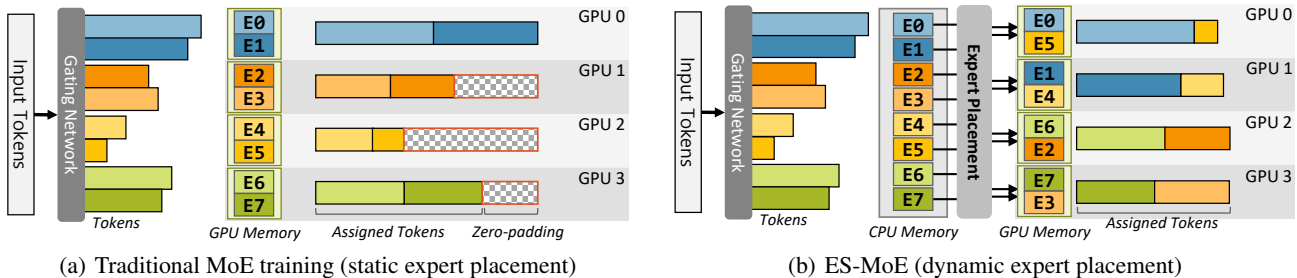 Input Tokens
Gating Network
Tokens
E0
E1
E2
E3
E4
E5
E6
E7
GPU Memory
GPU 0
GPU 1
GPU 2
GPU 3
Assigned Tokens
Zero-padding
(a) Traditional MoE training (static expert placement)
Input Tokens
Gating Network
Tokens
E0
E1
E2
E3
E4
E5
E6
E7
CPU Memory
Expert Placement
E0
E5
E1
E4
E6
E2
E7
E3
GPU Memory
GPU 0
GPU 1
GPU 2
GPU 3
Assigned Tokens
(b) ES-MoE (dynamic expert placement)